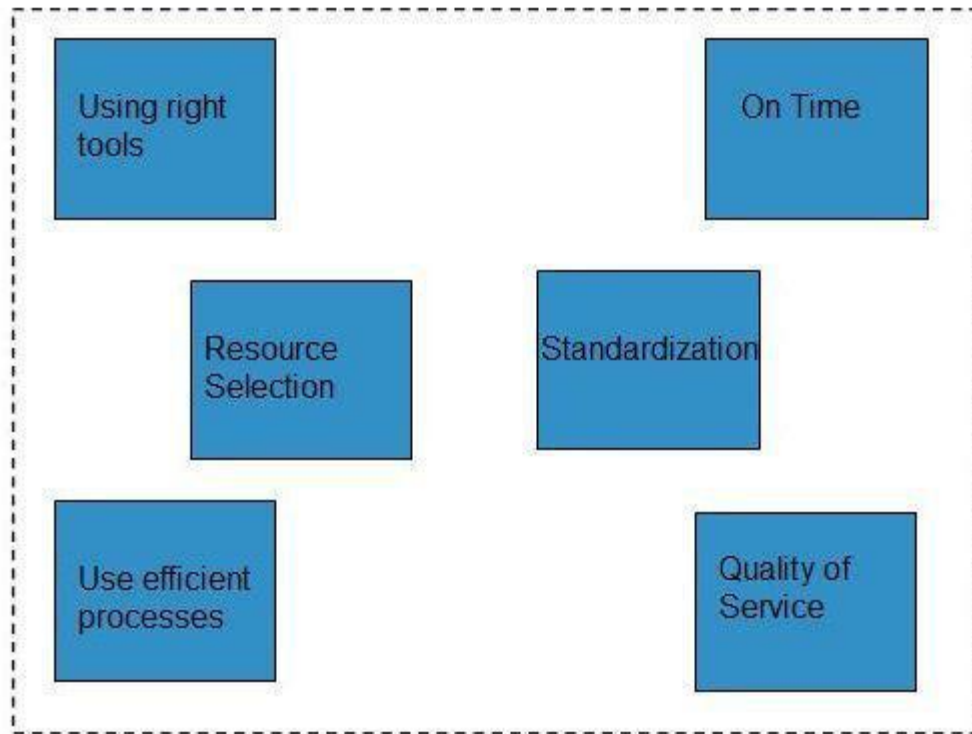 Using right
tools
On Time
Resource
Selection
Standardization
Use efficient
processes
Quality of
Service